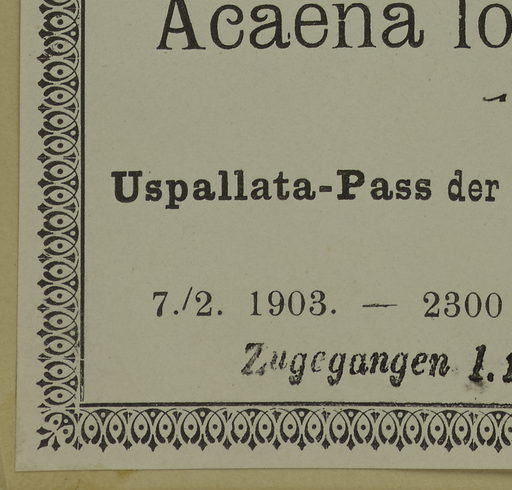 Acaena lo
Uspallata-Pass der
7./2. 1903. — 2300
Zugegangen 1.